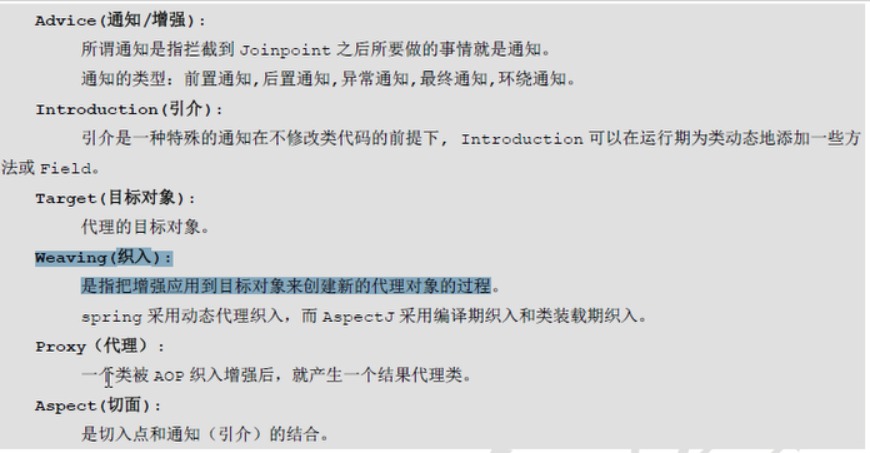 Advice(通知/增强):
所谓通知是指拦截到 Joinpoint 之后所要做的事情就是通知。
通知的类型：前置通知,后置通知,异常通知,最终通知,环绕通知。
Introduction(引介):
引介是一种特殊的通知在不修改类代码的前提下, Introduction 可以在运行期为类动态地添加一些方
法或 Field。
Target(目标对象):
代理的目标对象。
Weaving(织入):
是指把增强应用到目标对象来创建新的代理对象的过程。
spring 采用动态代理织入，而 AspectJ 采用编译期织入和类装载期织入。
Proxy（代理）:
一个类被 AOP 织入增强后，就产生一个结果代理类。
Aspect(切面):
是切入点和通知（引介）的结合。